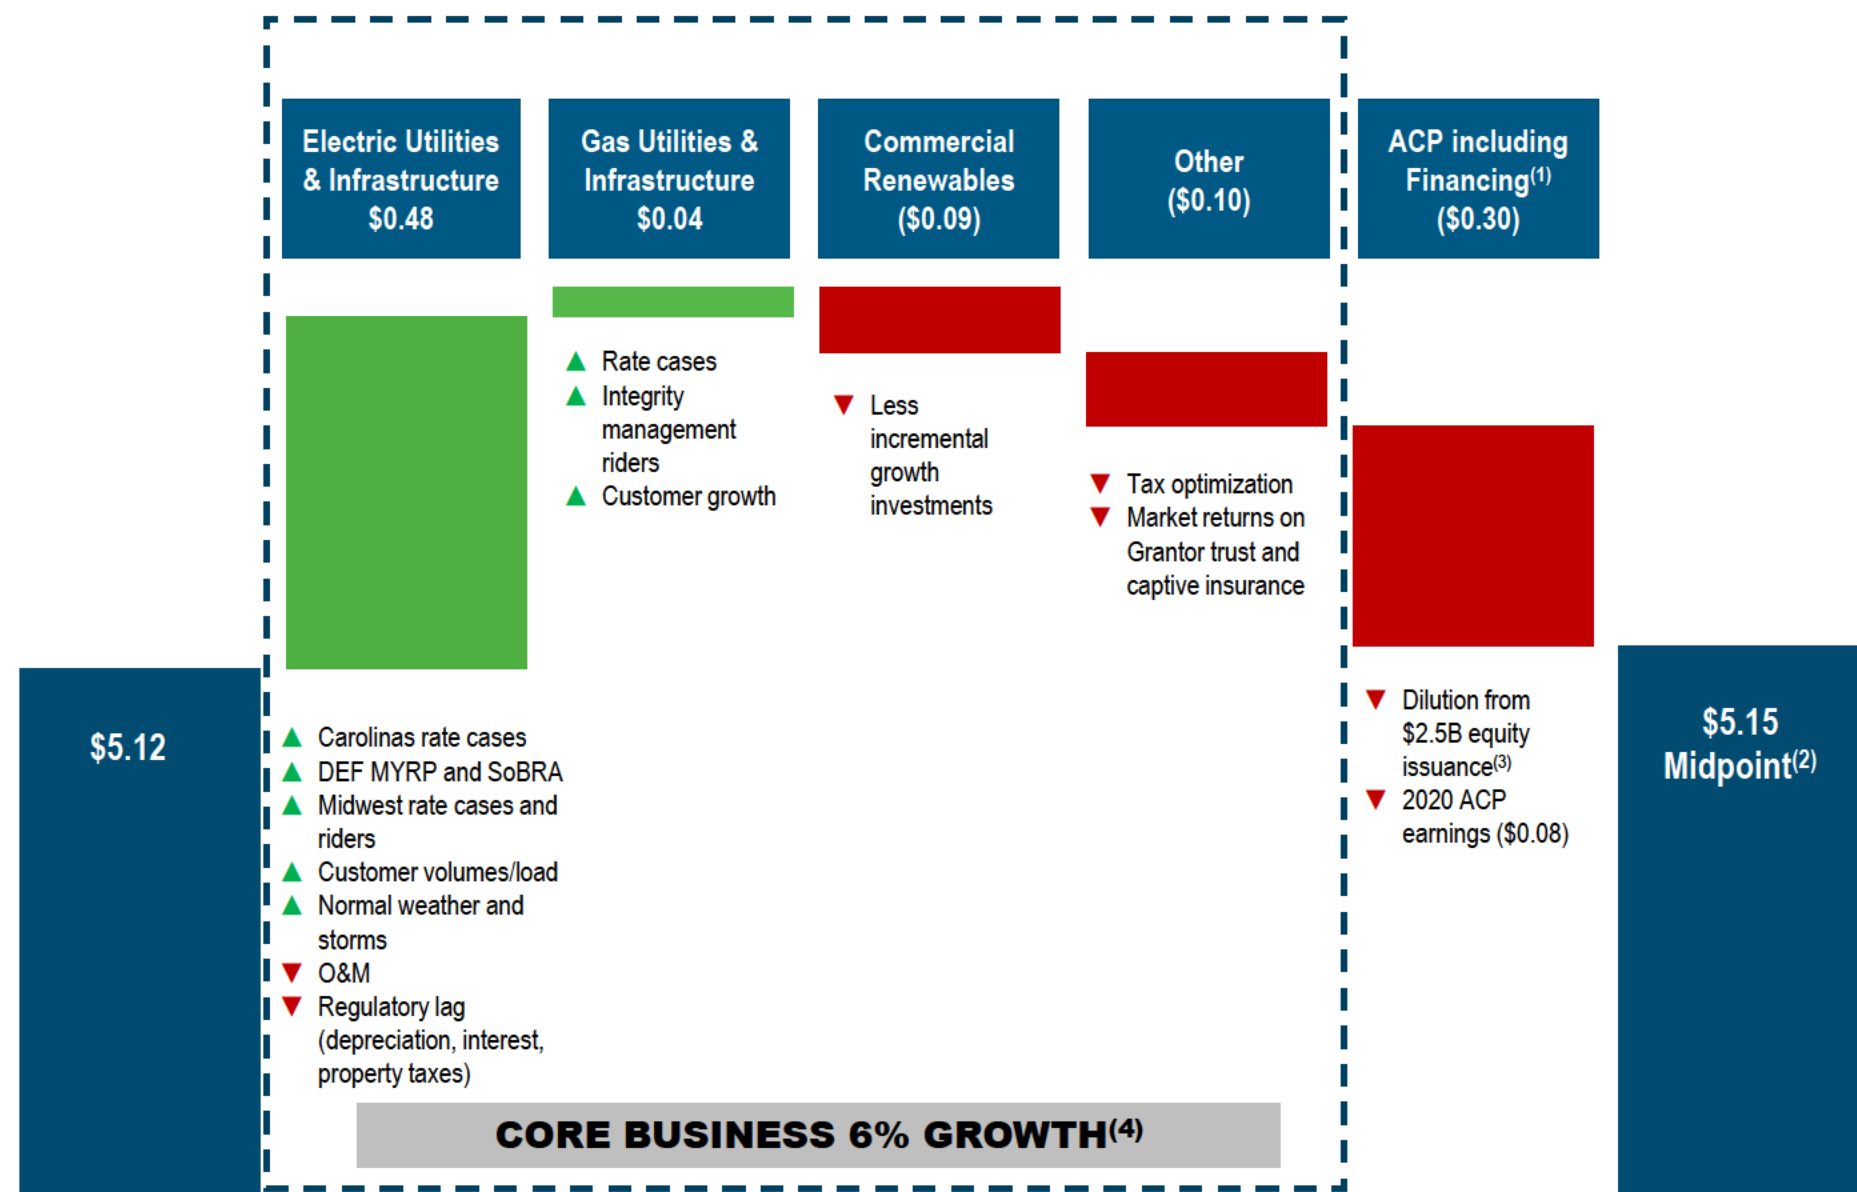 Electric Utilities
& Infrastructure
$0.48
Gas Utilities &
Infrastructure
$0.04
Commercial
Renewables
($0.09)
Other
($0.10)
ACP including
Financing(1)
($0.30)
$5.12
▲ Carolinas rate cases
▲ DEF MYRP and SoBRA
▲ Midwest rate cases and
riders
▲ Customer volumes/load
▲ Normal weather and
storms
▼ O&M
▼ Regulatory lag
(depreciation, interest,
property taxes)
▲ Rate cases
▲ Integrity
management
riders
▲ Customer growth
▼ Less
incremental
growth
investments
▼ Tax optimization
▼ Market returns on
Grantor trust and
captive insurance
▼ Dilution from
$2.5B equity
issuance(3)
▼ 2020 ACP
earnings ($0.08)
$5.15
Midpoint(2)
CORE BUSINESS 6% GROWTH(4)